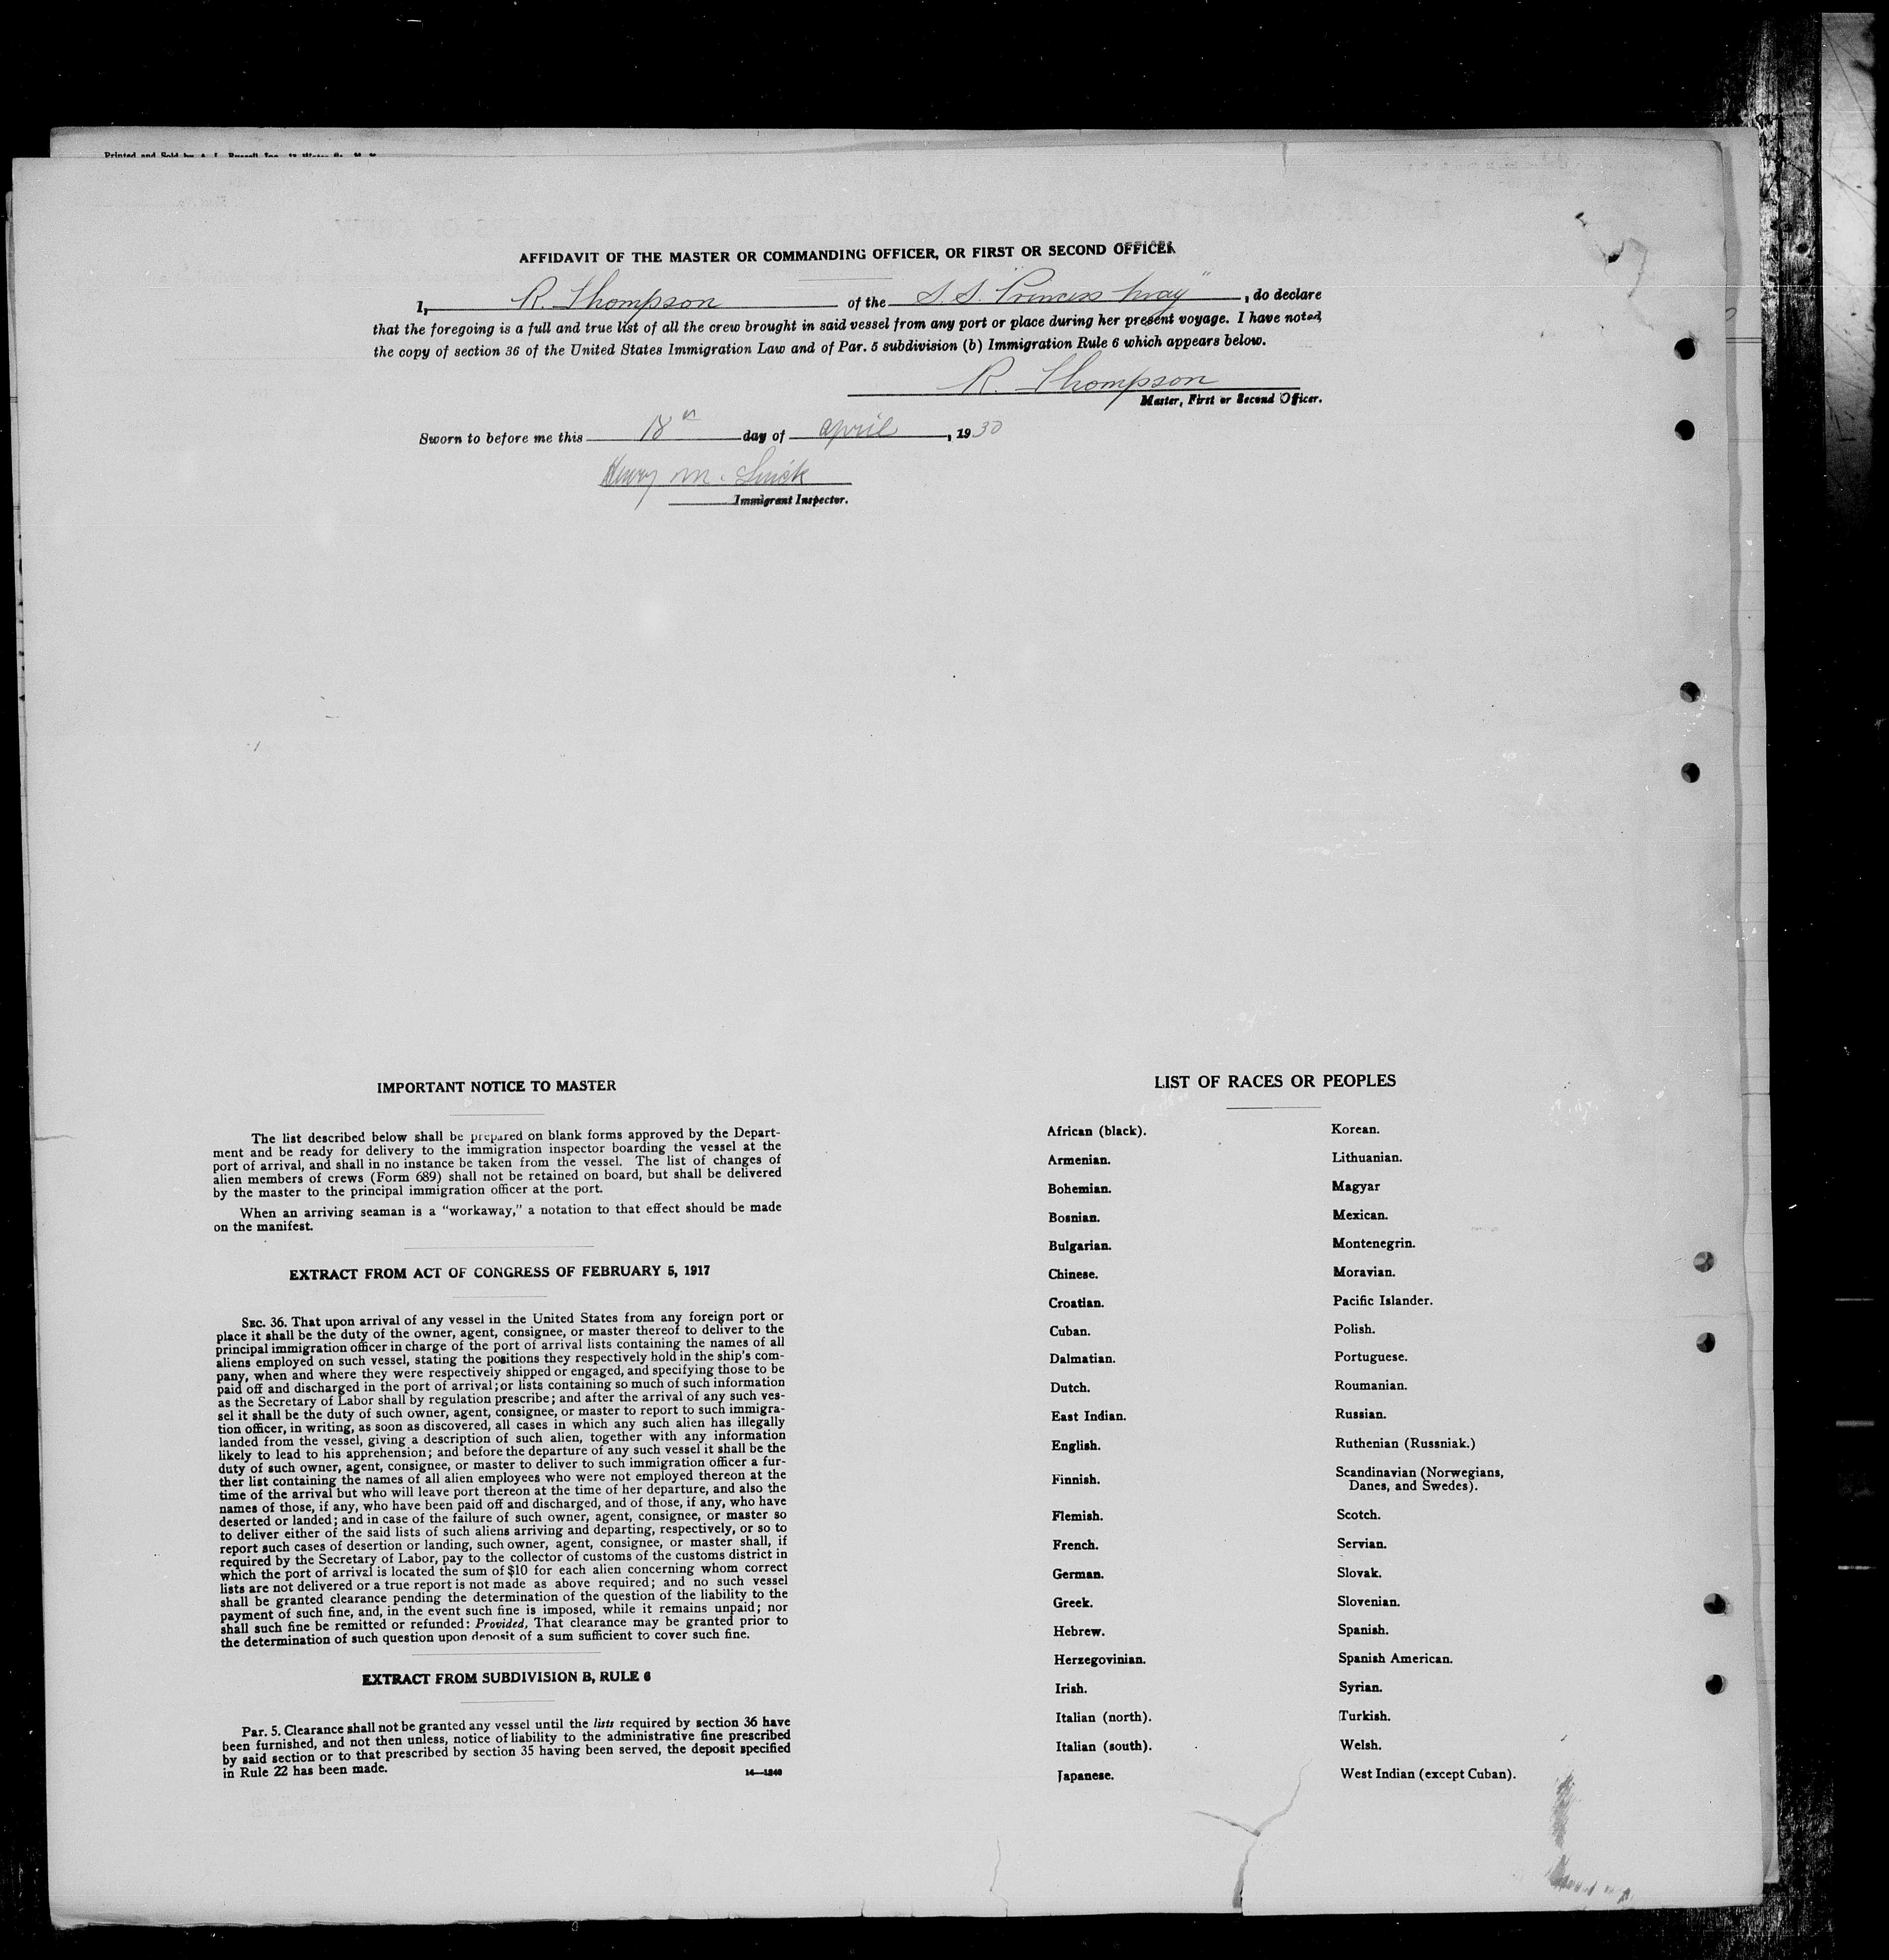 Printed and Sold by A. L. Russell Inc.
AFFIDAVIT OF THE MASTER OR COMMANDING OFFICER, OR FIRST OR SECOND OFFICER
I, R. Thompson of the S.S. "Princess May", do declare
that the foregoing is a full and true list of all the crew brought in said vessel from any port or place during her present voyage. I have noted
the copy of section 36 of the United States Immigration Law and of Par. 5 subdivision (b) Immigration Rule 6 which appears below.
R. Thompson
Master, First or Second Officer.
Sworn to before me this 18th day of april, 1930
Henry M.
Immigrant Inspector.
IMPORTANT NOTICE TO MASTER
The list described below shall be prepared on blank forms approved by the Depart-
ment and be ready for delivery to the immigration inspector boarding the vessel at the
port of arrival, and shall in no instance be taken from the vessel. The list of changes of
alien members of crews (Form 689) shall not be retained on board, but shall be delivered
by the master to the principal immigration officer at the port.
When an arriving seaman is a "workaway," a notation to that effect should be made
on the manifest.
EXTRACT FROM ACT OF CONGRESS OF FEBRUARY 5, 1917
SEC. 36. That upon arrival of any vessel in the United States from any foreign port or
place it shall be the duty of the owner, agent, consignee, or master thereof to deliver to the
principal immigration officer in charge of the port of arrival lists containing the names of all
aliens employed on such vessel, stating the positions they respectively hold in the ship's com-
pany, when and where they were respectively shipped or engaged, and specifying those to be
paid off and discharged in the port of arrival; or lists containing so much of such information
as the Secretary of Labor shall by regulation prescribe; and after the arrival of any such ves-
sel it shall be the duty of such owner, agent, consignee, or master to report to such immigra-
tion officer, in writing, as soon as discovered, all cases in which any such alien has illegally
landed from the vessel, giving a description of such alien, together with any information
likely to lead to his apprehension; and before the departure of any such vessel it shall be the
duty of such owner, agent, consignee, or master to deliver to such immigration officer a fur-
ther list containing the names of all alien employees who were not employed thereon at the
time of the arrival but who will leave port thereon at the time of her departure, and also the
names of those, if any, who have been paid off and discharged, and of those, if any, who have
deserted or landed; and in case of the failure of such owner, agent, consignee, or master so
to deliver either of the said lists of such aliens arriving and departing, respectively, or so to
report such cases of desertion or landing, such owner, agent, consignee, or master shall, if
required by the Secretary of Labor, pay to the collector of customs of the customs district in
which the port of arrival is located the sum of $10 for each alien concerning whom correct
lists are not delivered or a true report is not made as above required; and no such vessel
shall be granted clearance pending the determination of the question of the liability to the
payment of such fine, and, in the event such fine is imposed, while it remains unpaid; nor
shall such fine be remitted or refunded: Provided, That clearance may be granted prior to
the determination of such question upon deposit of a sum sufficient to cover such fine.
EXTRACT FROM SUBDIVISION B, RULE 6
Par. 5. Clearance shall not be granted any vessel until the lists required by section 36 have
been furnished, and not then unless, notice of liability to the administrative fine prescribed
by said section or to that prescribed by section 35 having been served, the deposit specified
in Rule 22 has been made.
14—1240
LIST OF RACES OR PEOPLES
African (black).
Armenian.
Bohemian.
Bosnian.
Bulgarian.
Chinese.
Croatian.
Cuban.
Dalmatian.
Dutch.
East Indian.
English.
Finnish.
Flemish.
French.
German.
Greek.
Hebrew.
Herzegovinian.
Irish.
Italian (north).
Italian (south).
Japanese.
Korean.
Lithuanian.
Magyar
Mexican.
Montenegrin.
Moravian.
Pacific Islander.
Polish.
Portuguese.
Roumanian.
Russian.
Ruthenian (Russniak.)
Scandinavian (Norwegians,
Danes, and Swedes).
Scotch.
Servian.
Slovak.
Slovenian.
Spanish.
Spanish American.
Syrian.
Turkish.
Welsh.
West Indian (except Cuban).